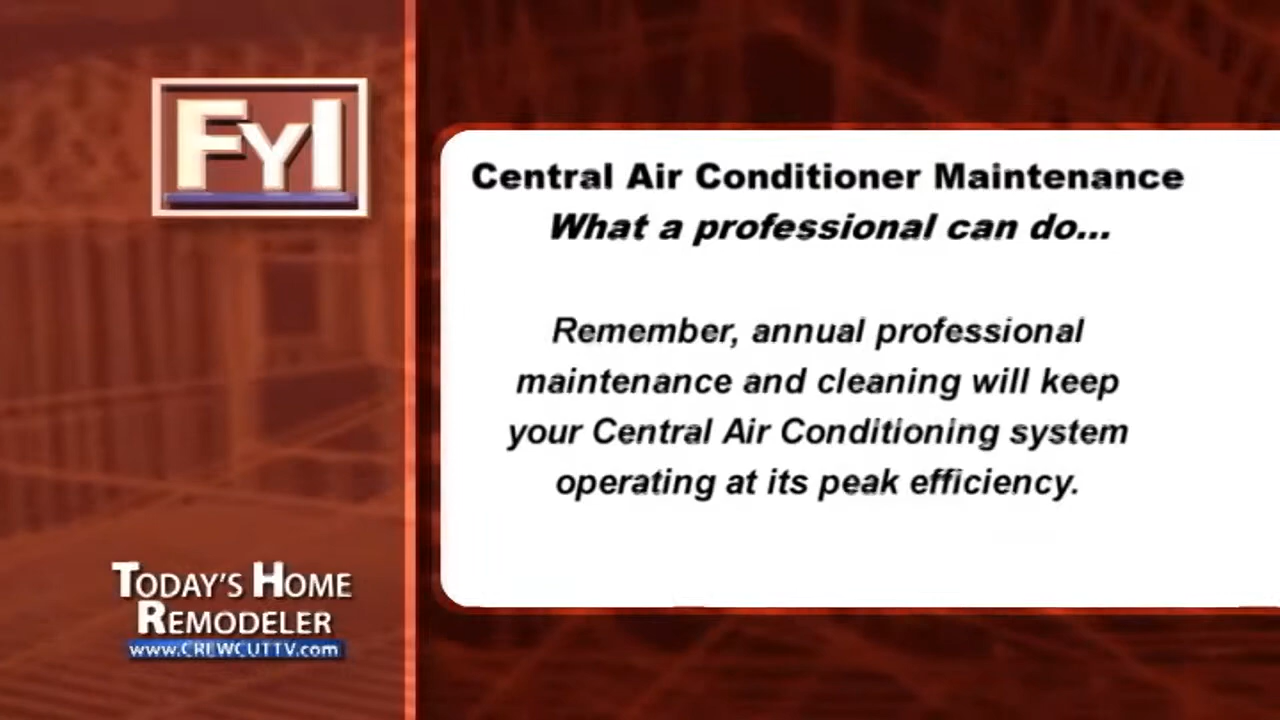 FYI
Central Air Conditioner Maintenance
What a professional can do...
Remember, annual professional
maintenance and cleaning will keep
your Central Air Conditioning system
operating at its peak efficiency.
TODAY'S HOME
REMODELER
www.CREWCUTTV.com